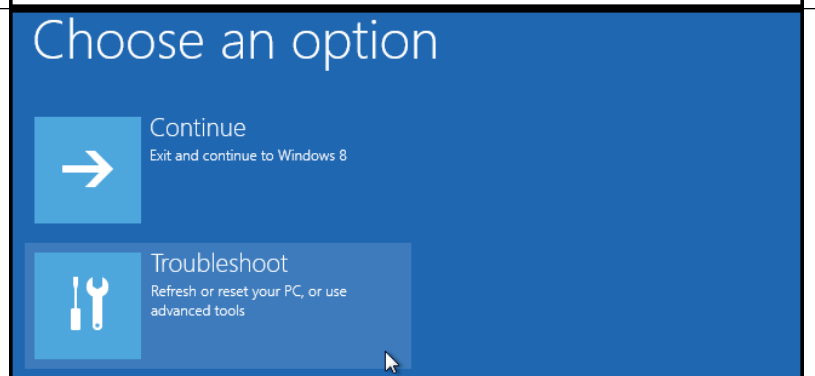 Choose an option
Continue
Exit and continue to Windows 8
Troubleshoot
Refresh or reset your PC, or use
advanced tools